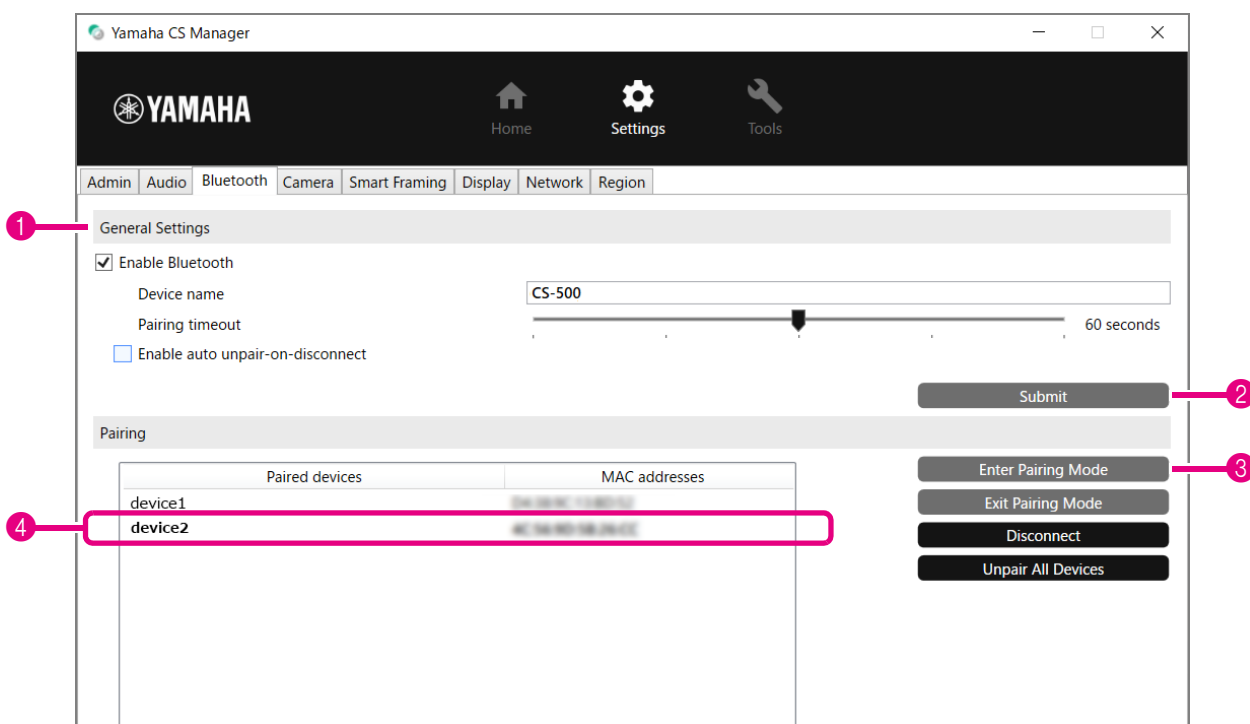 Yamaha CS Manager
YAMAHA
Home Settings Tools
Admin Audio Bluetooth Camera Smart Framing Display Network Region
1 General Settings
Enable Bluetooth
Device name CS-500
Pairing timeout 60 seconds
Enable auto unpair-on-disconnect
Submit 2
Pairing
Paired devices MAC addresses Enter Pairing Mode 3
device1 Exit Pairing Mode
4 device2 Disconnect
Unpair All Devices